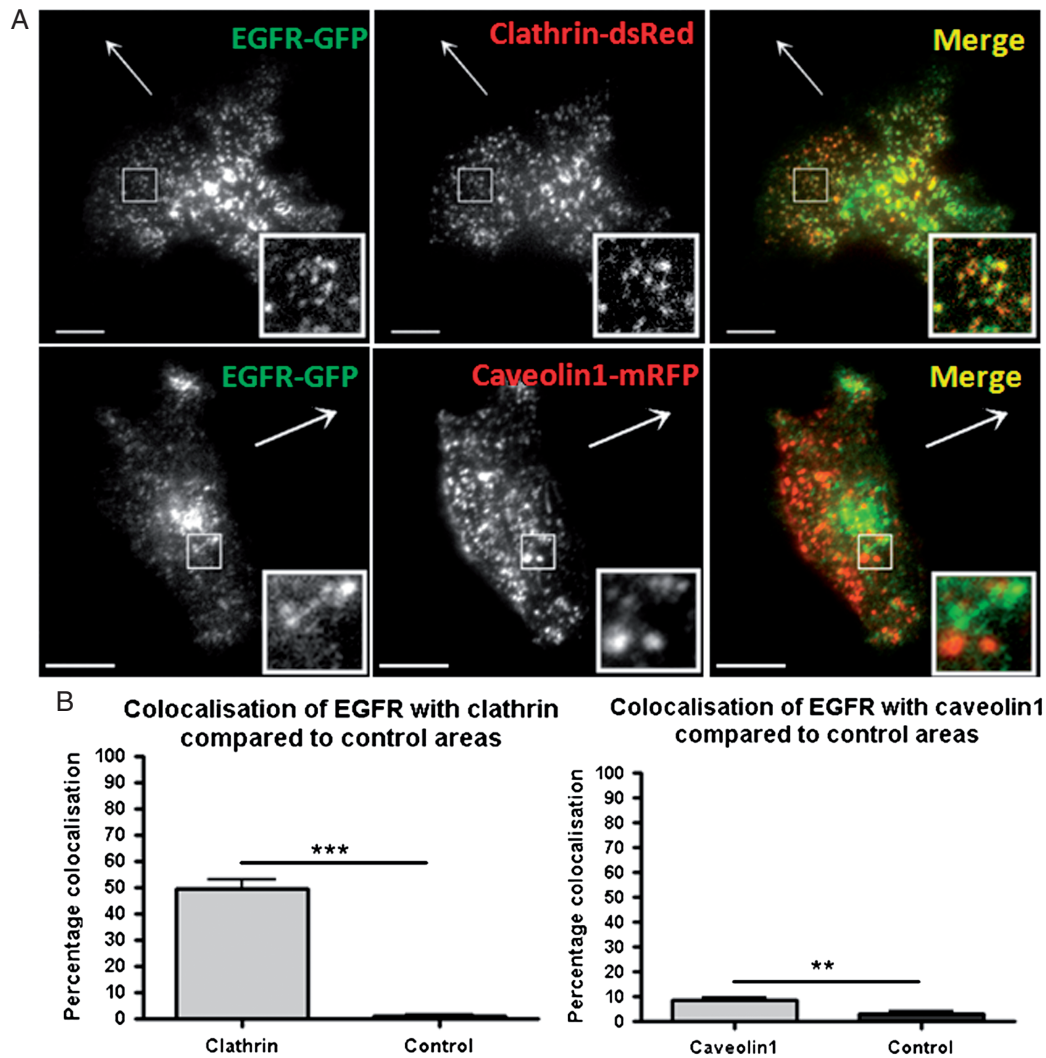 A
EGFR-GFP
Clathrin-dsRed
Merge
EGFR-GFP
Caveolin1-mRFP
Merge
B
Colocalisation of EGFR with clathrin
compared to control areas
Percentage colocalisation
100
90
80
70
60
50
40
30
20
10
0
***
Clathrin
Control
Colocalisation of EGFR with caveolin1
compared to control areas
Percentage colocalisation
100
90
80
70
60
50
40
30
20
10
0
**
Caveolin1
Control